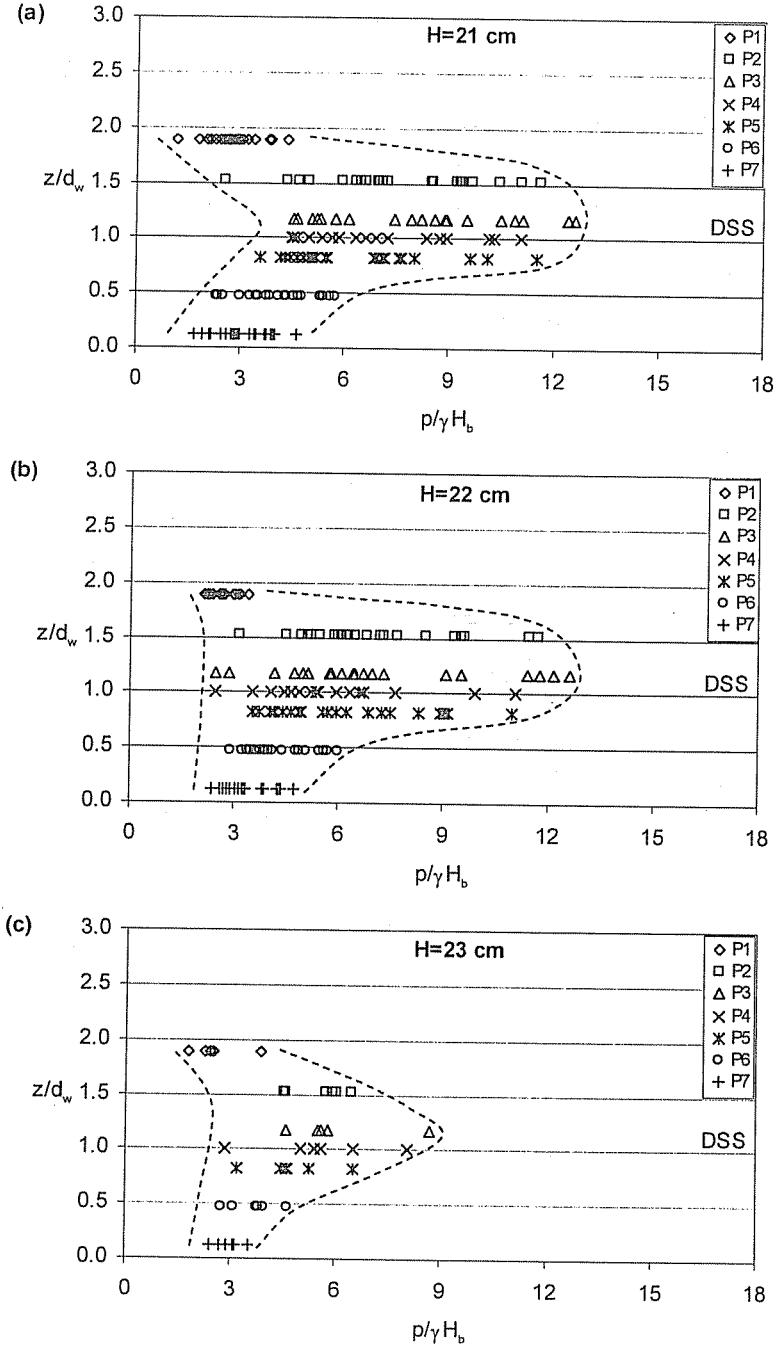 (a)
H=21 cm
3.0
2.5
2.0
1.5
1.0
0.5
0.0
z/d_w
P1
P2
P3
P4
P5
P6
P7
DSS
0 3 6 9 12 15 18
p/γH_b
(b)
H=22 cm
3.0
2.5
2.0
1.5
1.0
0.5
0.0
z/d_w
P1
P2
P3
P4
P5
P6
P7
DSS
0 3 6 9 12 15 18
p/γH_b
(c)
H=23 cm
3.0
2.5
2.0
1.5
1.0
0.5
0.0
z/d_w
P1
P2
P3
P4
P5
P6
P7
DSS
0 3 6 9 12 15 18
p/γH_b